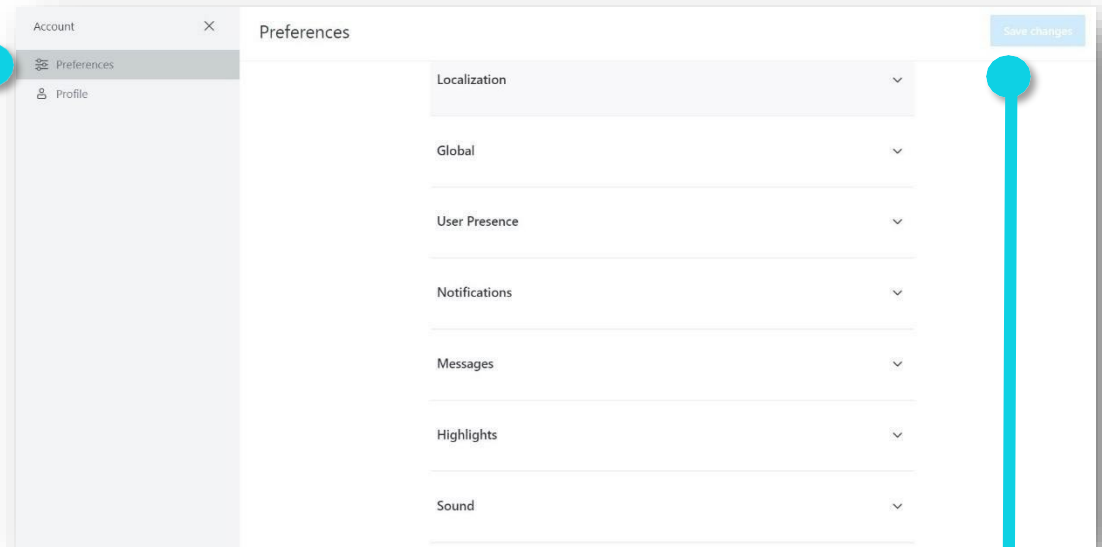 Account
Preferences
Profile
Preferences
Save changes
Localization
Global
User Presence
Notifications
Messages
Highlights
Sound